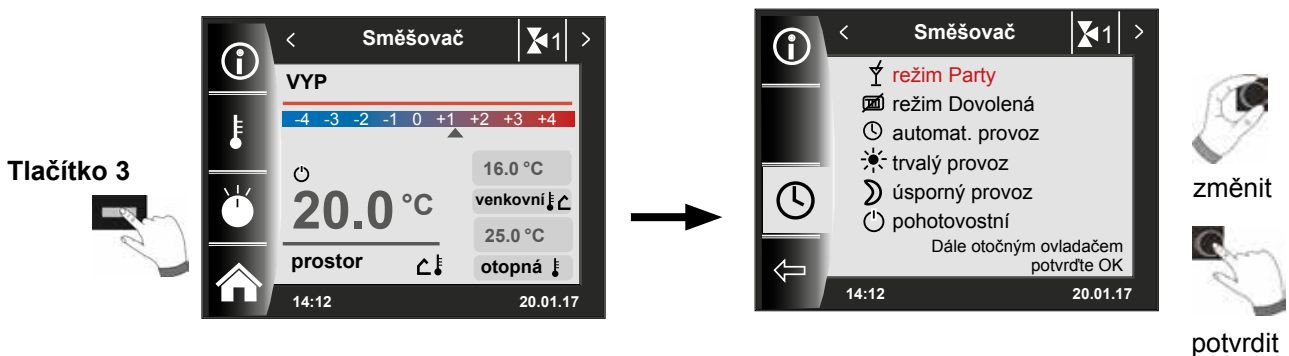 Tlačítko 3
< Směšovač 1 >
VYP
-4 -3 -2 -1 0 +1 +2 +3 +4
16.0 °C
20.0 °C
venkovní
25.0 °C
prostor
otopná
14:12 20.01.17
< Směšovač 1 >
režim Party
režim Dovolená
automat. provoz
trvalý provoz
úsporný provoz
pohotovostní
Dále otočným ovladačem
potvrďte OK
14:12 20.01.17
změnit
potvrdit